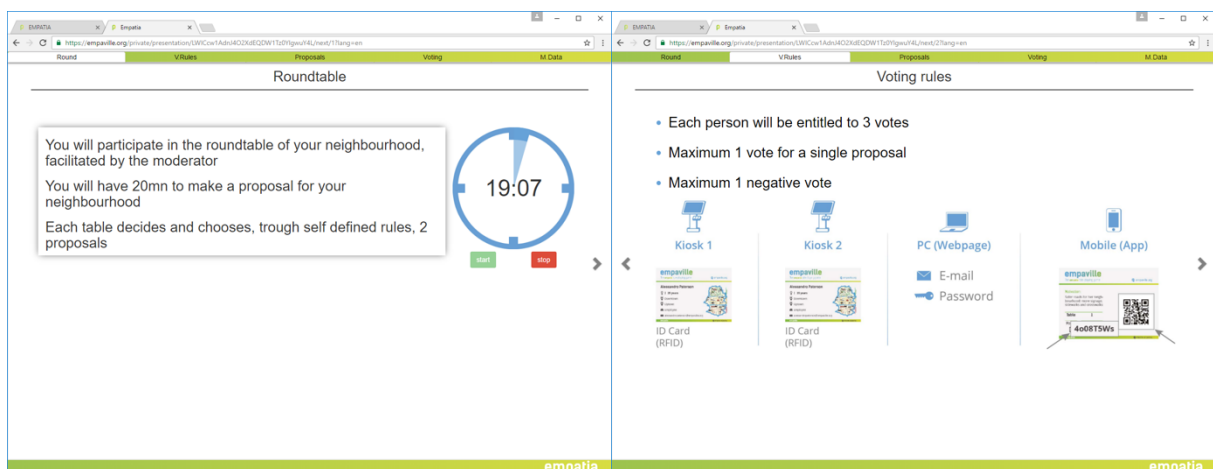 EMPATIA
Empatia
https://empaville.org/private/presentation/LWICcw1AdnJ4O2XdEQDW1Tz0YIgwuY4L/next/1?lang=en
Round
V.Rules
Proposals
Voting
M.Data
Roundtable
You will participate in the roundtable of your neighbourhood,
facilitated by the moderator
You will have 20mn to make a proposal for your
neighbourhood
Each table decides and chooses, trough self defined rules, 2
proposals
19:07
start
stop
empatia
EMPATIA
Empatia
https://empaville.org/private/presentation/LWICcw1AdnJ4O2XdEQDW1Tz0YIgwuY4L/next/2?lang=en
Round
V.Rules
Proposals
Voting
M.Data
Voting rules
Each person will be entitled to 3 votes
Maximum 1 vote for a single proposal
Maximum 1 negative vote
Kiosk 1
Kiosk 2
PC (Webpage)
Mobile (App)
empaville
ID Card
(RFID)
empaville
ID Card
(RFID)
E-mail
Password
empaville
4o08T5Ws
empatia